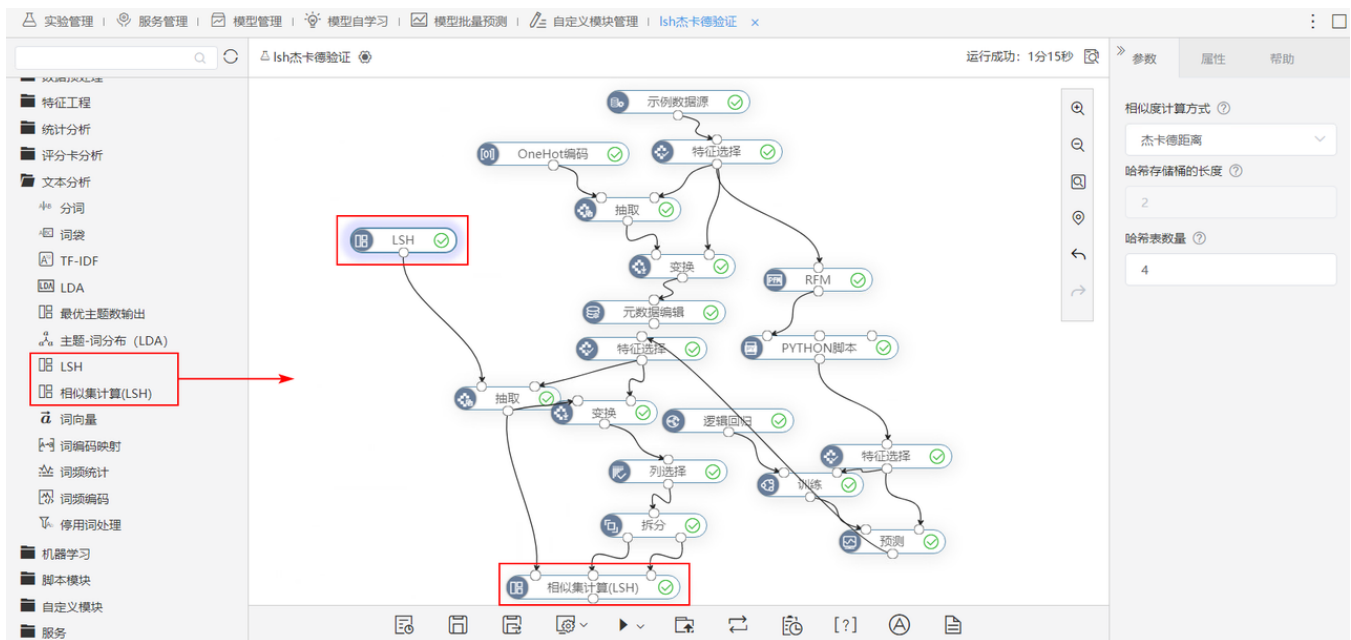 实验管理 服务管理 模型管理 模型自学习 模型批量预测 自定义模块管理 lsh杰卡德验证 ×
lsh杰卡德验证
运行成功：1分15秒
参数 属性 帮助
数据预处理
特征工程
统计分析
评分卡分析
文本分析
分词
词袋
TF-IDF
LDA
最优主题数输出
主题-词分布（LDA）
LSH
相似集计算(LSH)
词向量
词编码映射
词频统计
词频编码
停用词处理
机器学习
脚本模块
自定义模块
服务
示例数据源
OneHot编码
特征选择
抽取
LSH
变换
RFM
元数据编辑
特征选择
PYTHON脚本
抽取
变换
逻辑回归
特征选择
列选择
训练
拆分
预测
相似集计算(LSH)
相似度计算方式
杰卡德距离
哈希存储桶的长度
2
哈希表数量
4